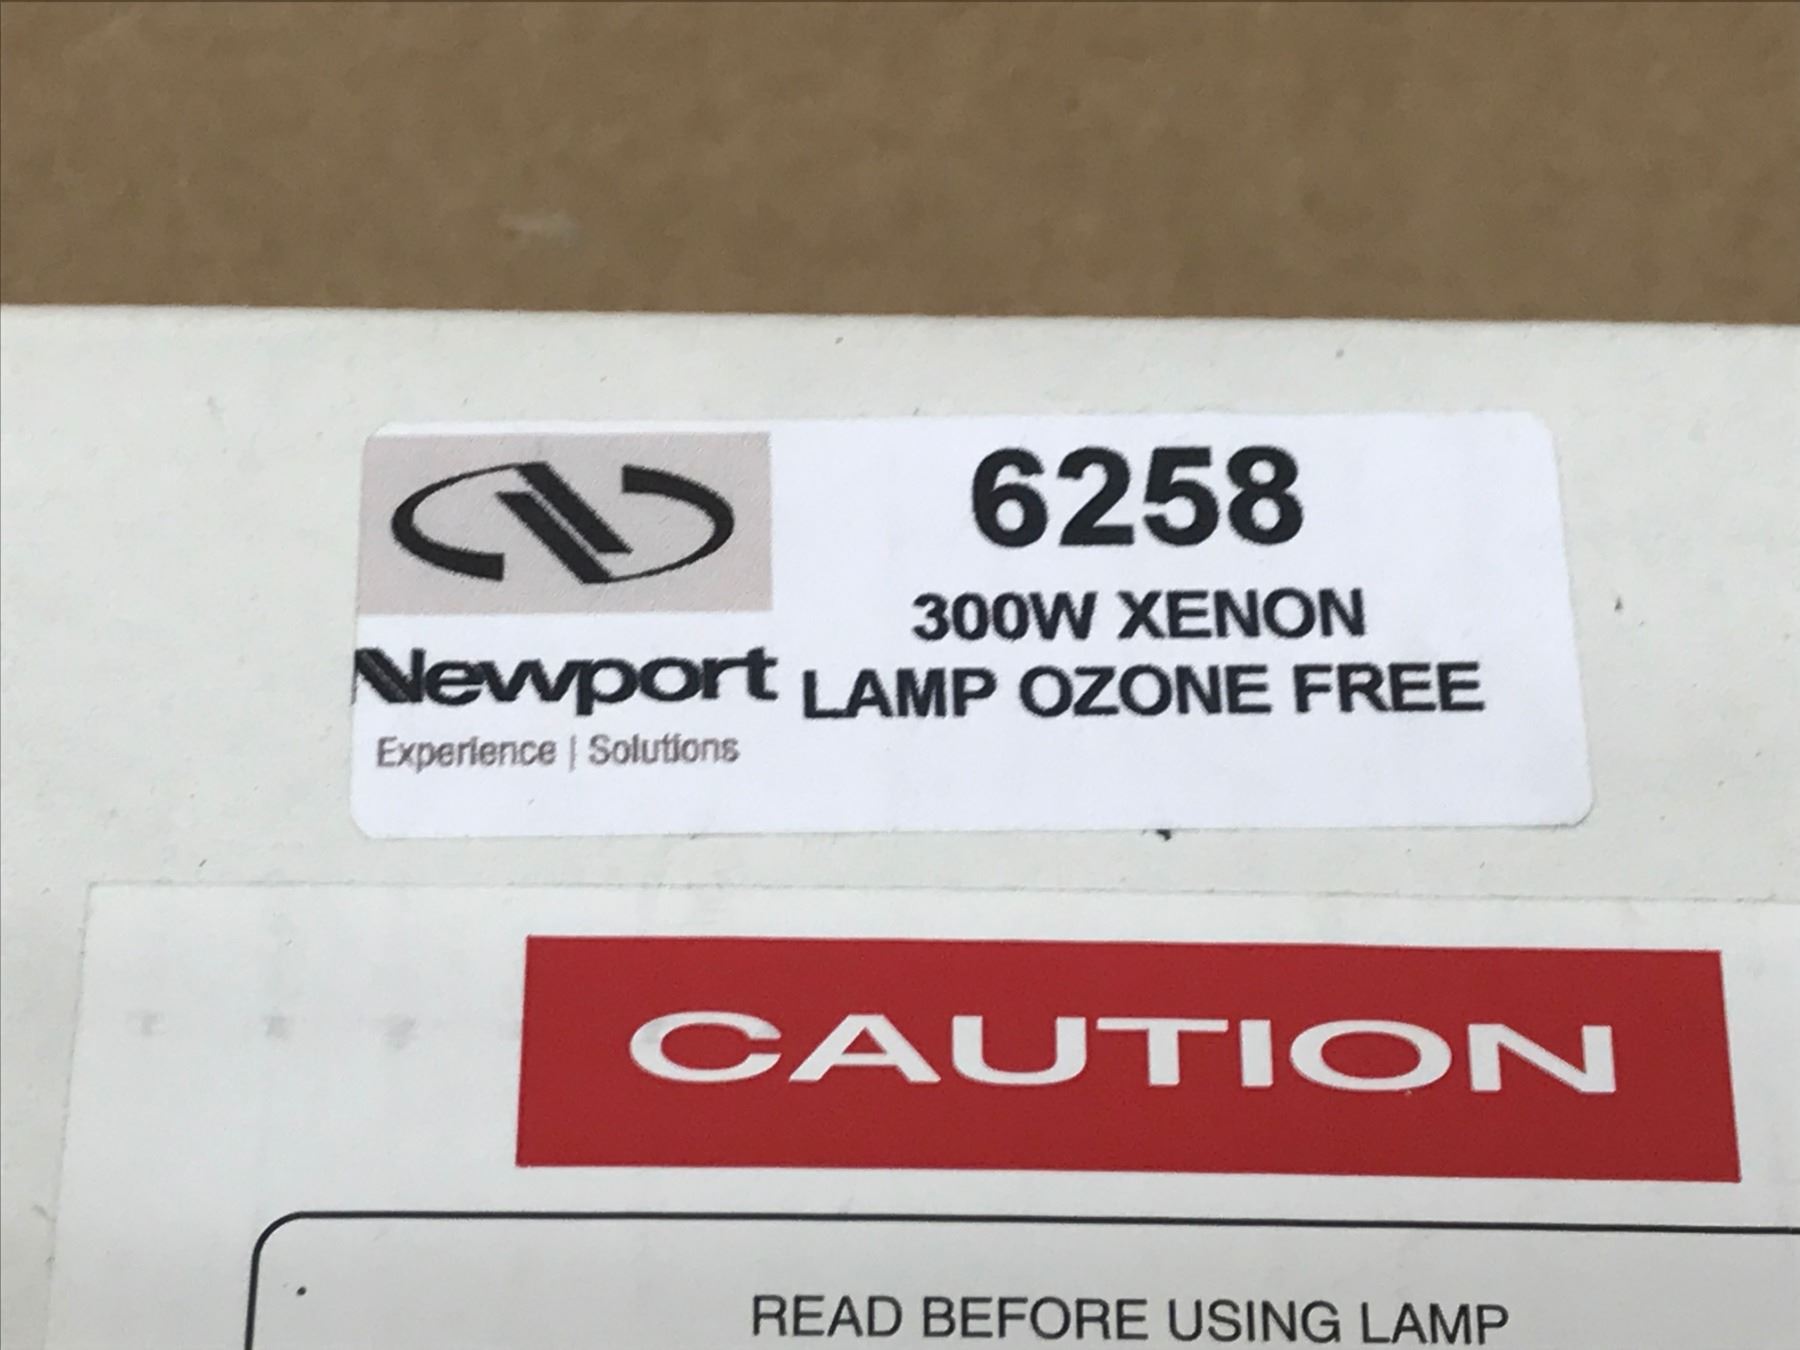 6258
300W XENON
LAMP OZONE FREE
Newport
Experience | Solutions
CAUTION
READ BEFORE USING LAMP